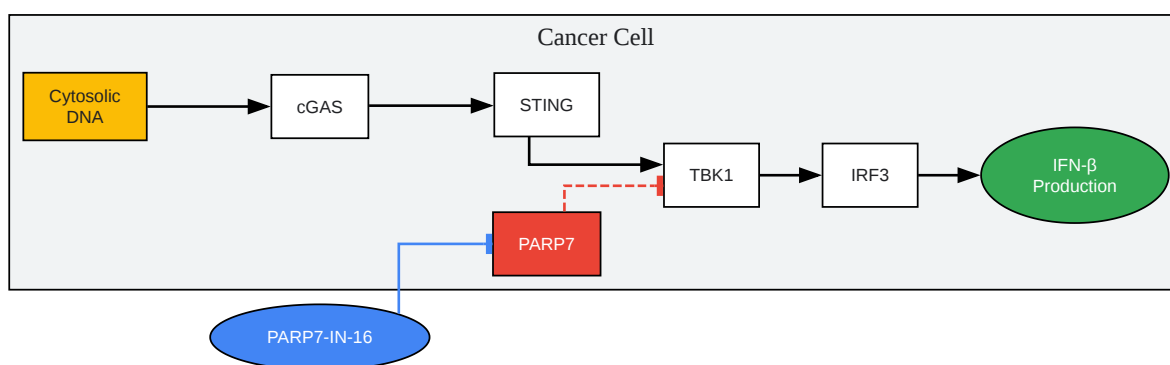 Cancer Cell
Cytosolic
DNA
cGAS
STING
TBK1
IRF3
IFN-β
Production
PARP7
PARP7-IN-16